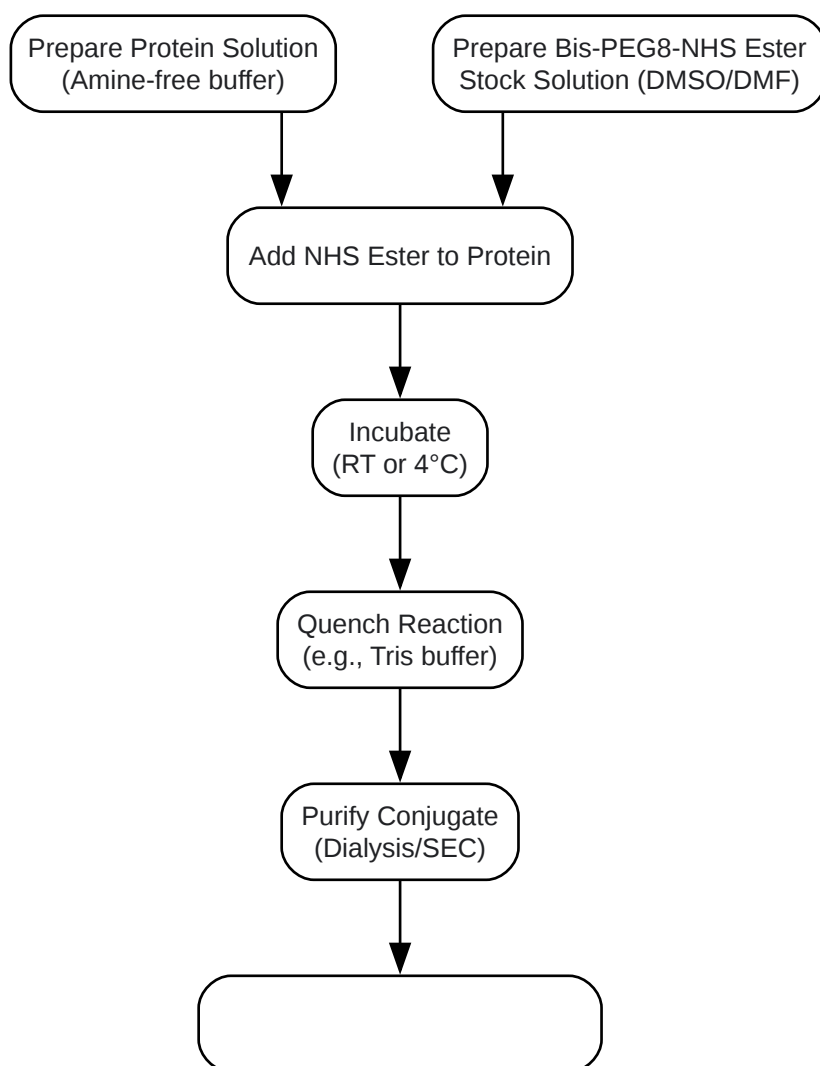 Prepare Protein Solution
(Amine-free buffer)
Prepare Bis-PEG8-NHS Ester
Stock Solution (DMSO/DMF)
Add NHS Ester to Protein
Incubate
(RT or 4°C)
Quench Reaction
(e.g., Tris buffer)
Purify Conjugate
(Dialysis/SEC)